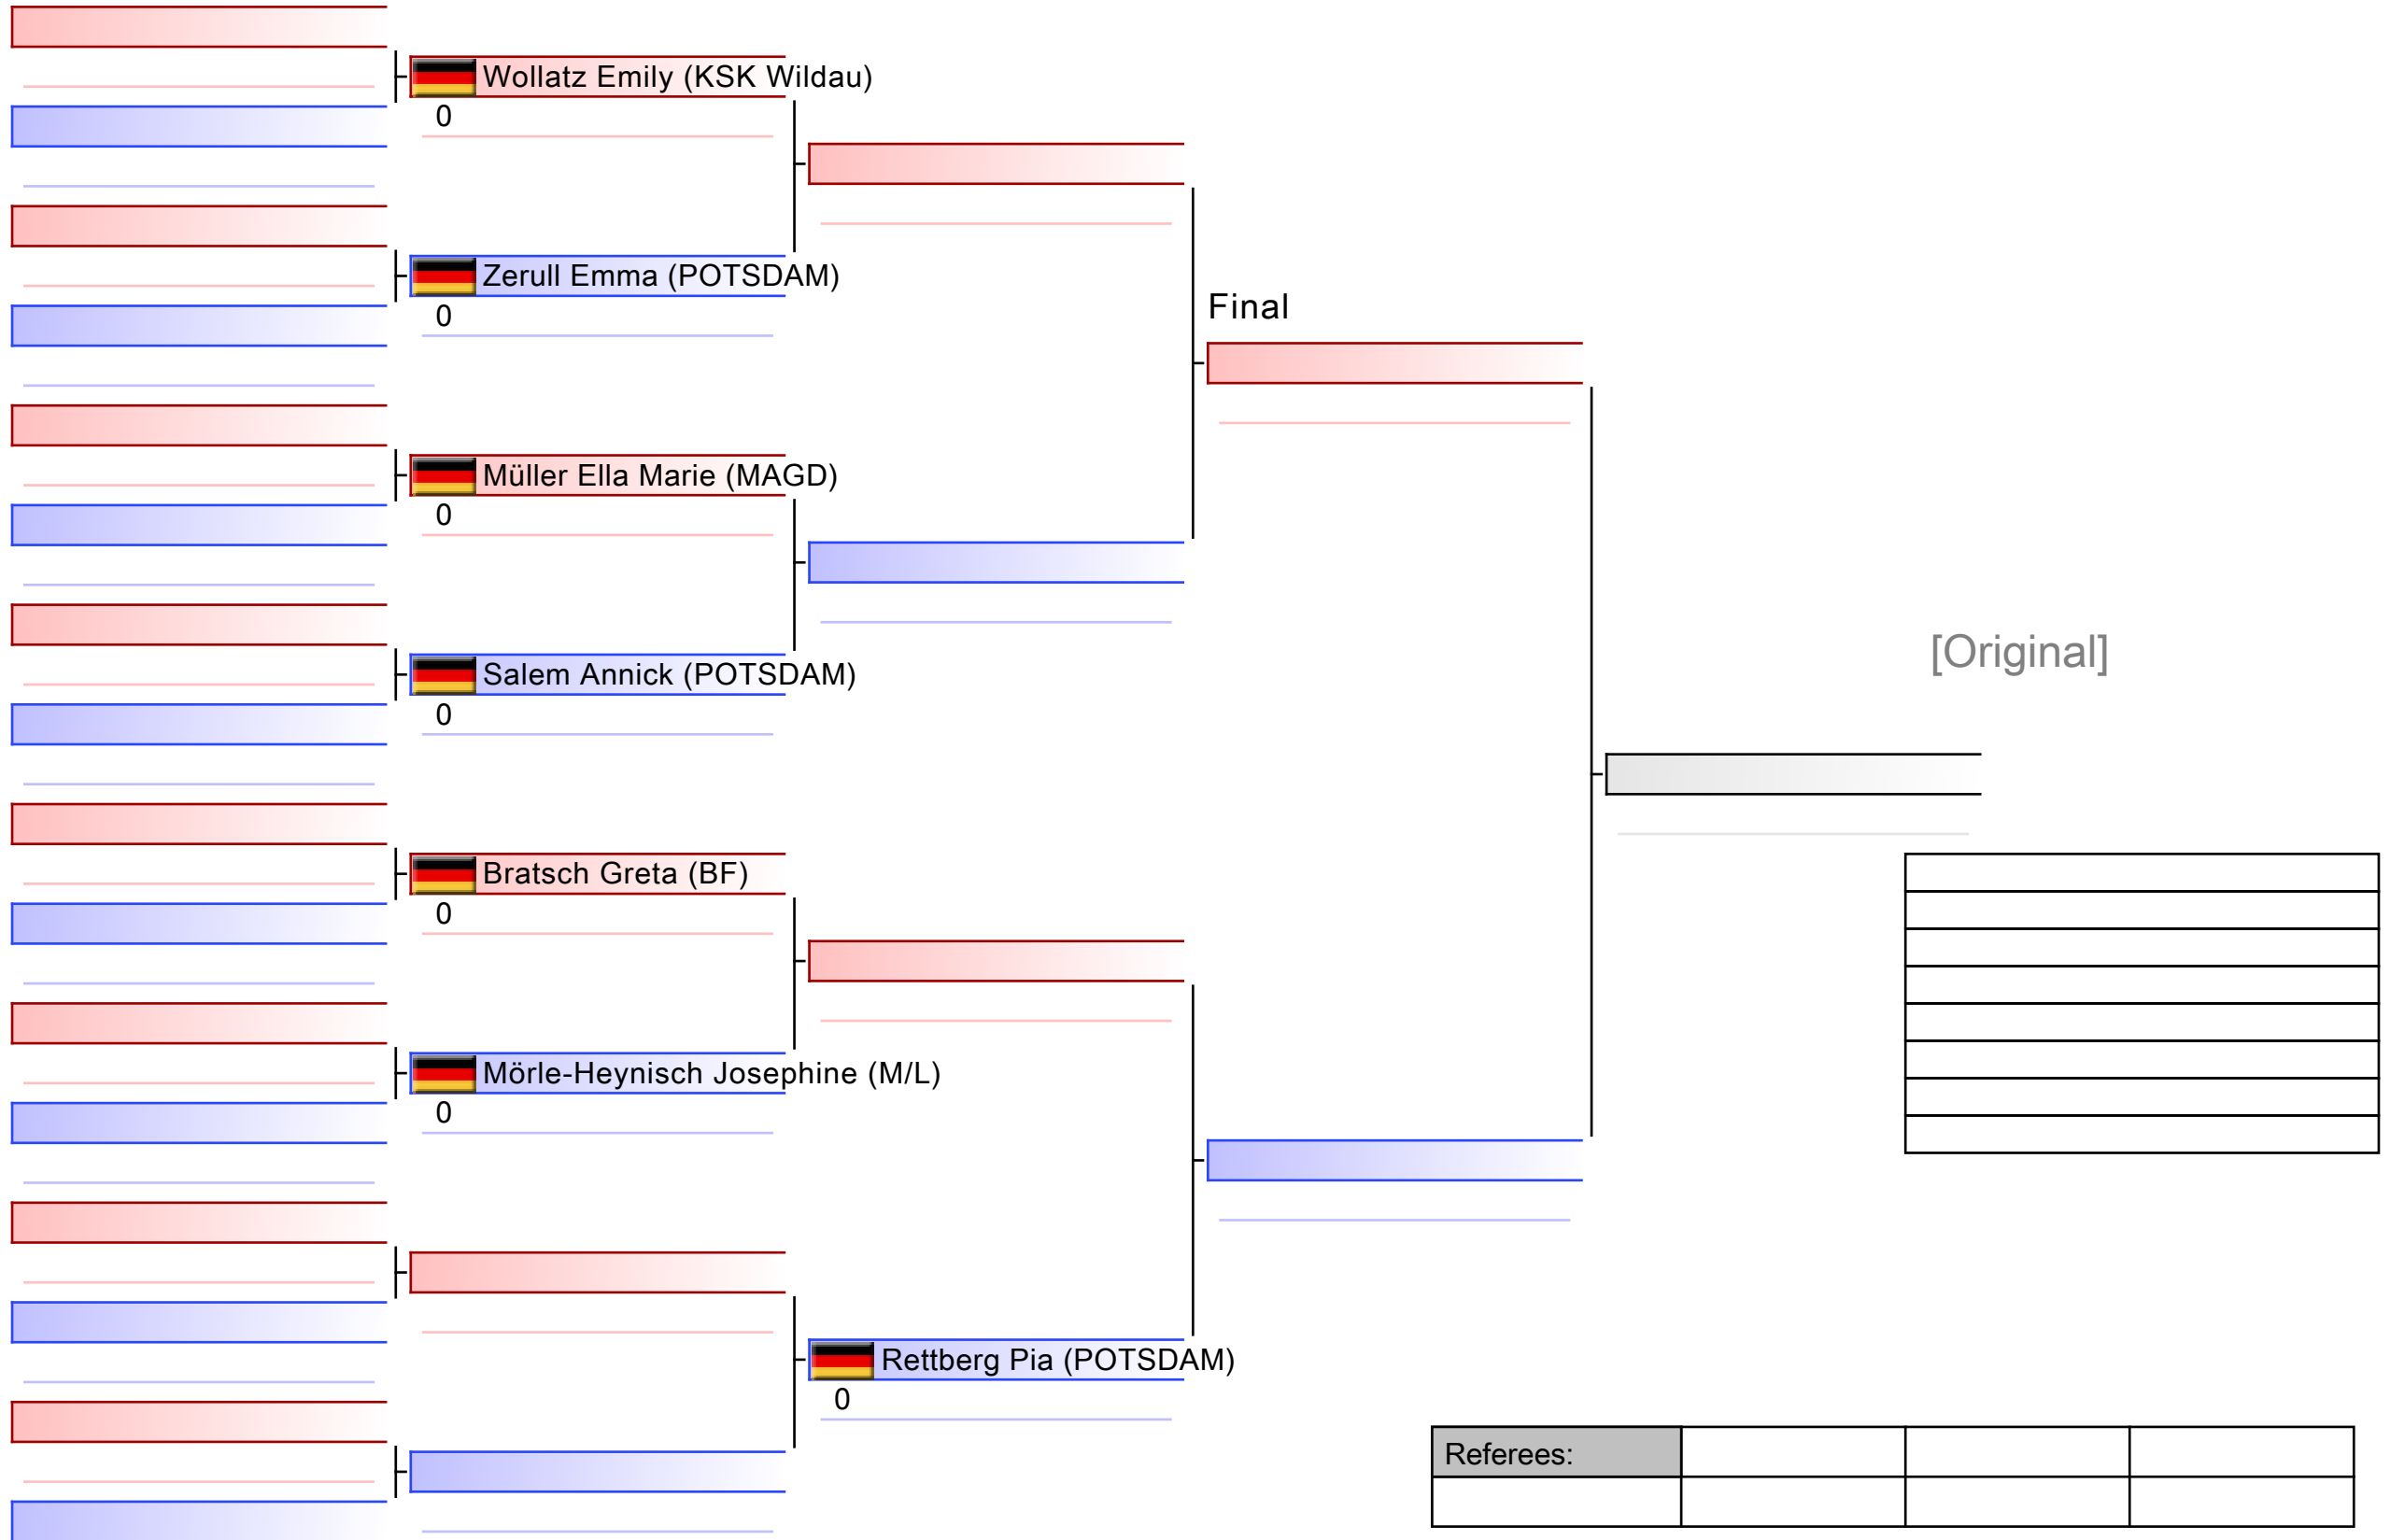 Wollatz Emily (KSK Wildau)
0
Zerull Emma (POTSDAM)
0
Final
Müller Ella Marie (MAGD)
0
Salem Annick (POTSDAM)
0
[Original]
Bratsch Greta (BF)
0
Mörle-Heynisch Josephine (M/L)
0
Rettberg Pia (POTSDAM)
0
Referees: